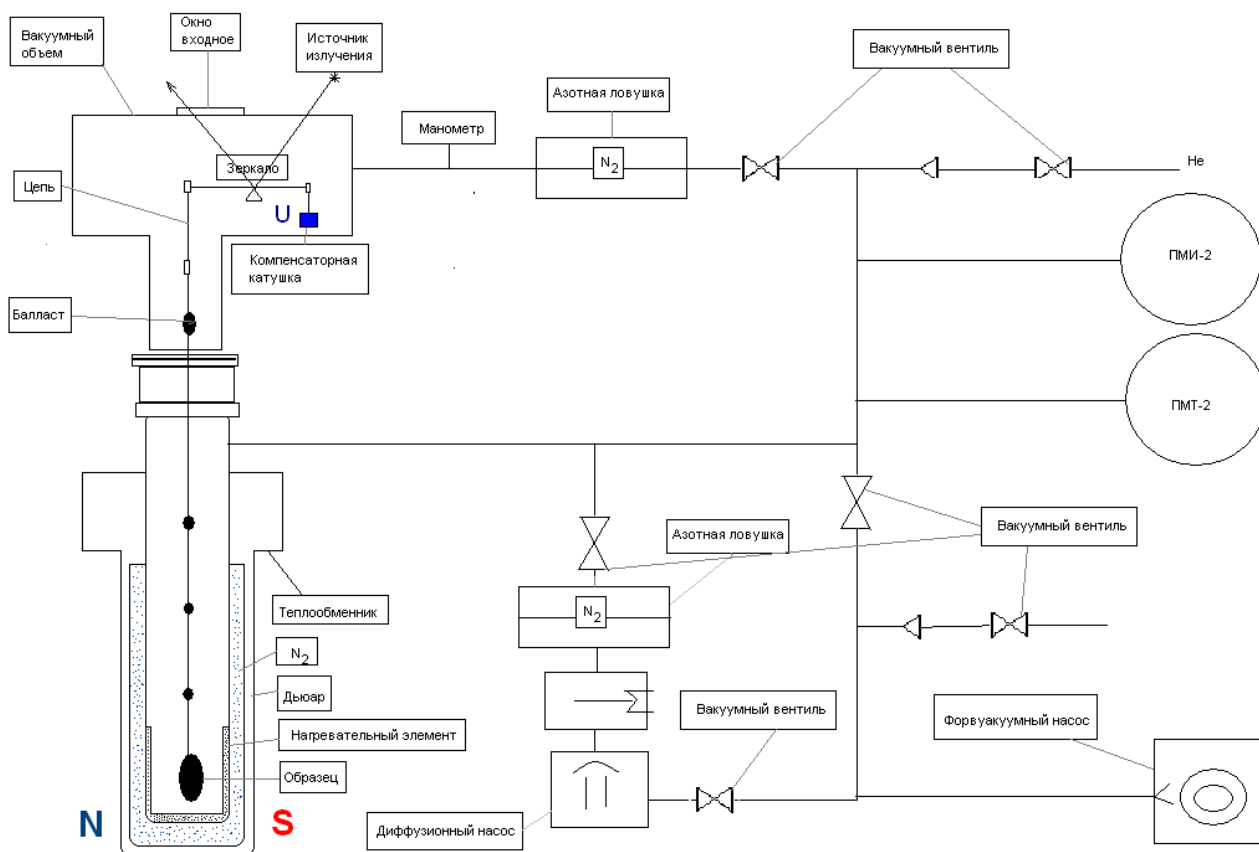 Окно
входное
Вакуумный
объем
Источник
излучения
Вакуумный вентиль
Азотная ловушка
Манометр
N2
He
Зеркало
Цепь
U
Компенсаторная
катушка
ПМИ-2
Балласт
ПМТ-2
Вакуумный вентиль
Азотная ловушка
Теплообменник
N2
N2
Дьюар
Вакуумный вентиль
Форвуакумный насос
Нагревательный элемент
Образец
N
S
Диффузионный насос